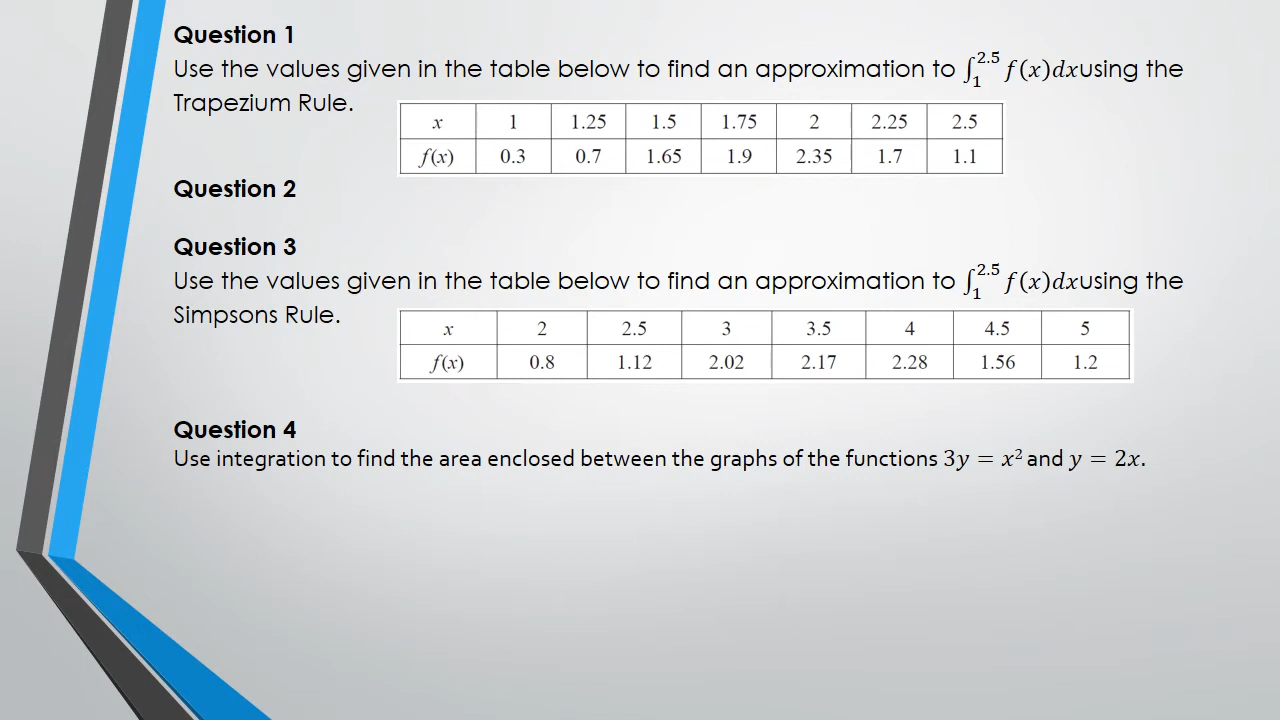 Question 1
Use the values given in the table below to find an approximation to ∫₁^2.5 f(x)dx using the
Trapezium Rule.
x 1 1.25 1.5 1.75 2 2.25 2.5
f(x) 0.3 0.7 1.65 1.9 2.35 1.7 1.1
Question 2
Question 3
Use the values given in the table below to find an approximation to ∫₁^2.5 f(x)dx using the
Simpsons Rule.
x 2 2.5 3 3.5 4 4.5 5
f(x) 0.8 1.12 2.02 2.17 2.28 1.56 1.2
Question 4
Use integration to find the area enclosed between the graphs of the functions 3y = x² and y = 2x.